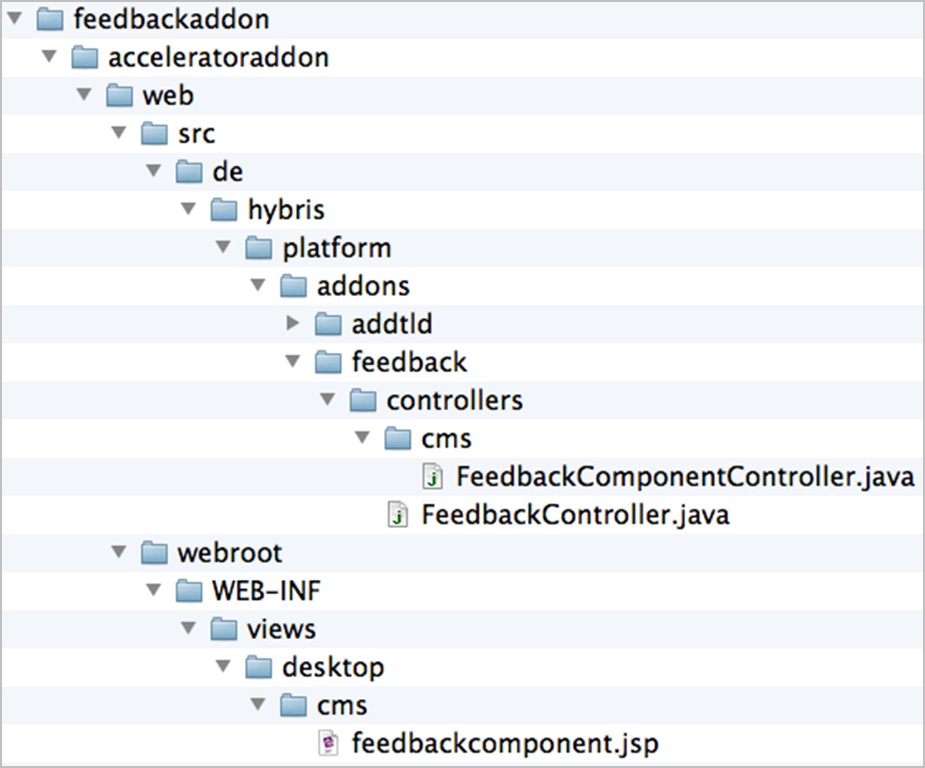 feedbackaddon
acceleratoraddon
web
src
de
hybris
platform
addons
addtld
feedback
controllers
cms
FeedbackComponentController.java
FeedbackController.java
webroot
WEB-INF
views
desktop
cms
feedbackcomponent.jsp